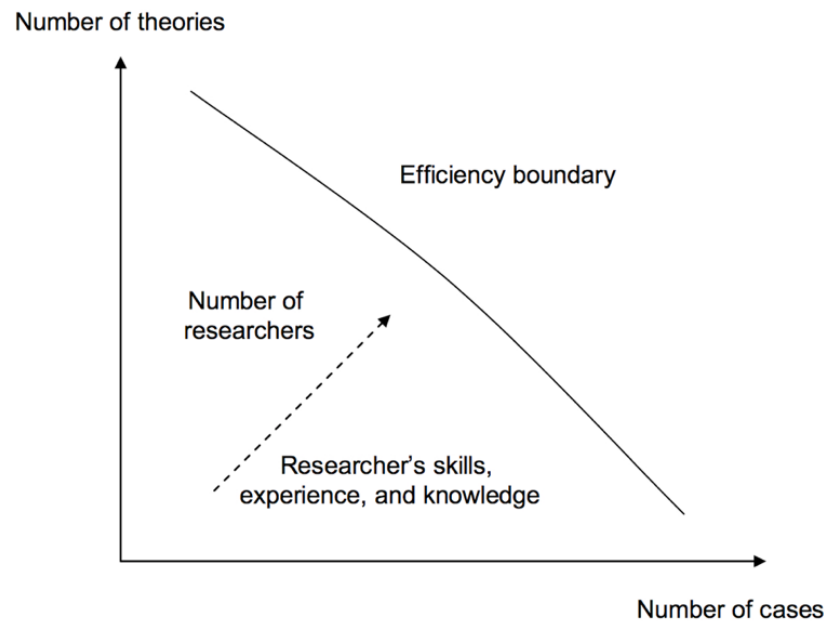 Number of theories
Efficiency boundary
Number of
researchers
Researcher’s skills,
experience, and knowledge
Number of cases